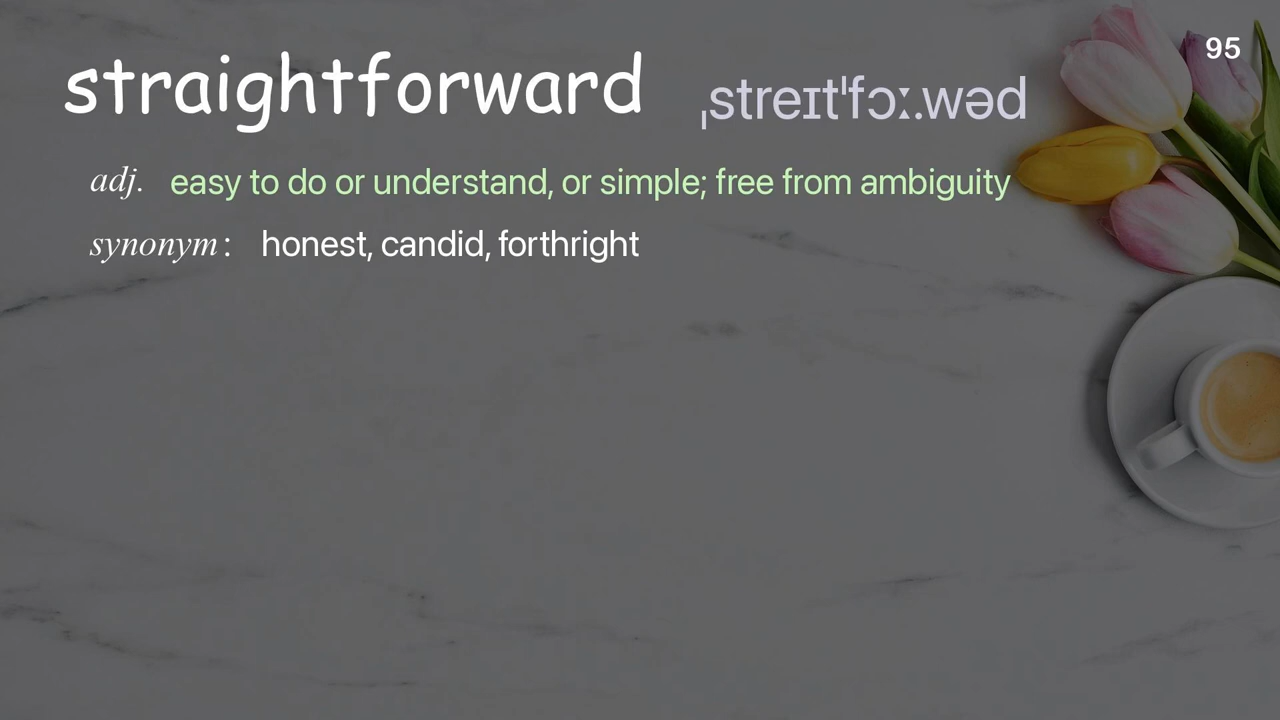 95
straightforward ˌstreɪtˈfɔː.wəd
adj. easy to do or understand, or simple; free from ambiguity
synonym: honest, candid, forthright